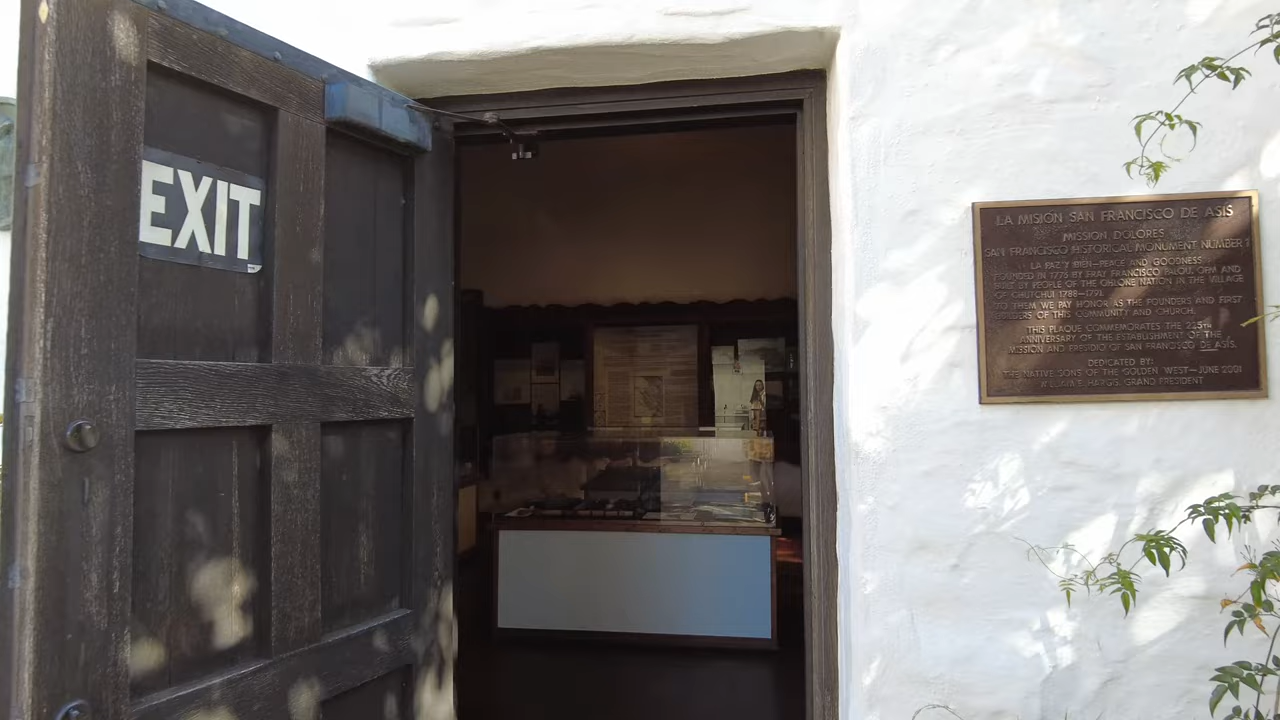 EXIT
LA MISIÓN SAN FRANCISCO DE ASÍS
MISSION DOLORES
SAN FRANCISCO HISTORICAL MONUMENT NUMBER 1
LA PAZ Y BIEN—PEACE AND GOODNESS
FOUNDED IN 1776 BY FRAY FRANCISCO PALOU, OFM AND
BUILT BY PEOPLE OF THE OHLONE NATION IN THE VILLAGE
OF CHUTCHUI 1788–1791.
TO THEM WE PAY HONOR AS THE FOUNDERS AND FIRST
BUILDERS OF THIS COMMUNITY AND CHURCH.
THIS PLAQUE COMMEMORATES THE 225TH
ANNIVERSARY OF THE ESTABLISHMENT OF THE
MISSION AND PRESIDIO OF SAN FRANCISCO DE ASÍS.
DEDICATED BY:
THE NATIVE SONS OF THE GOLDEN WEST—JUNE 2001
GRAND PRESIDENT